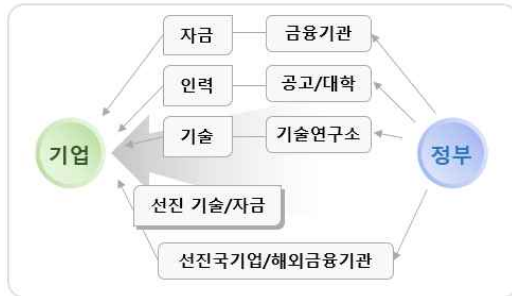 자금 금융기관
인력 공고/대학
기술 기술연구소
기업 정부
선진 기술/자금
선진국기업/해외금융기관